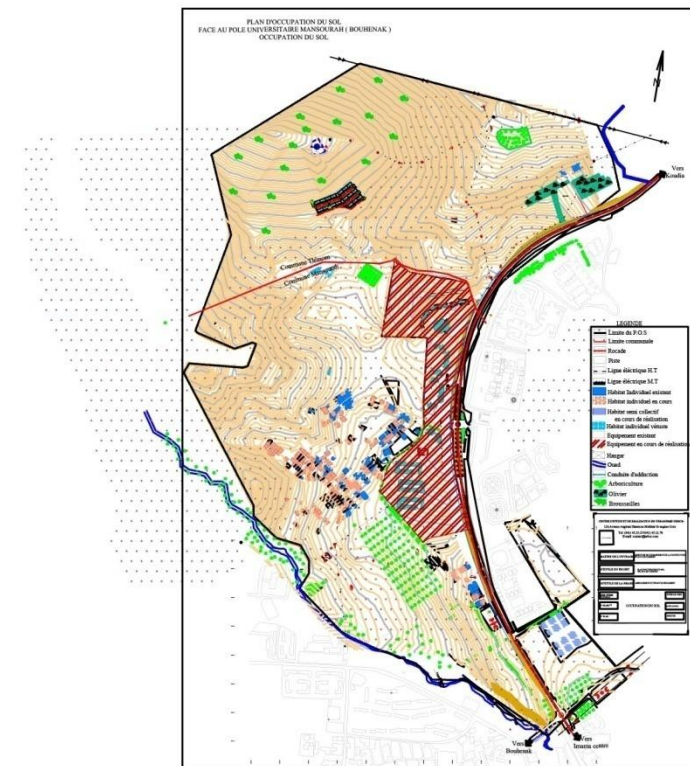 PLAN D'OCCUPATION DU SOL
FACE AU POLE UNIVERSITAIRE MANSOURAH ( BOUHENAK )
OCCUPATION DU SOL
N
Vers
Koudia
Commune Tlemcen
Commune Mansourah
LEGENDE
Limite du P.O.S
Limite communale
Rocade
Piste
Ligne éléctrique H.T
Ligne éléctrique M.T
Habitat Individuel existant
Habitat individuel en cours
Habitat semi collectif
en cours de réalisation
Habitat individuel vétuste
Equipement existant
Equipement en cours de réalisation
Hangar
Oued
Conduite d'adduction
Arboriculture
Olivier
Broussailles
OCCUPATION DU SOL
Vers
Bouhenak
Vers
Imama centre